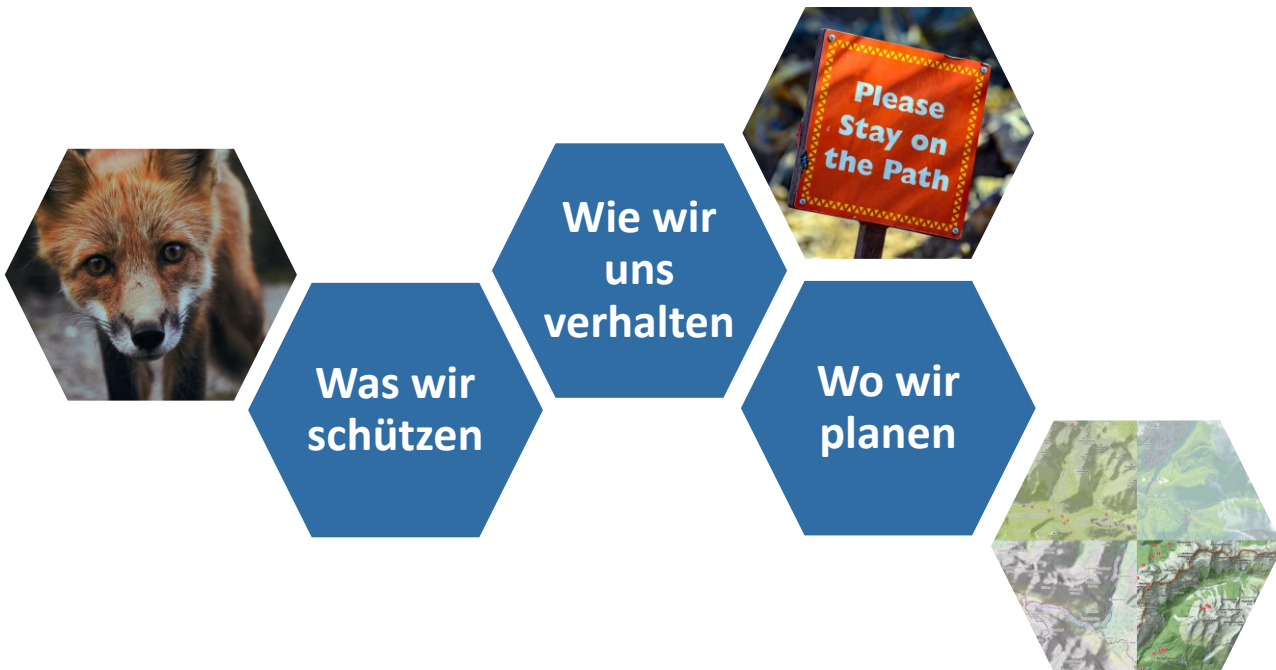 Please
Stay on
the Path
Wie wir
uns
verhalten
Was wir
schützen
Wo wir
planen